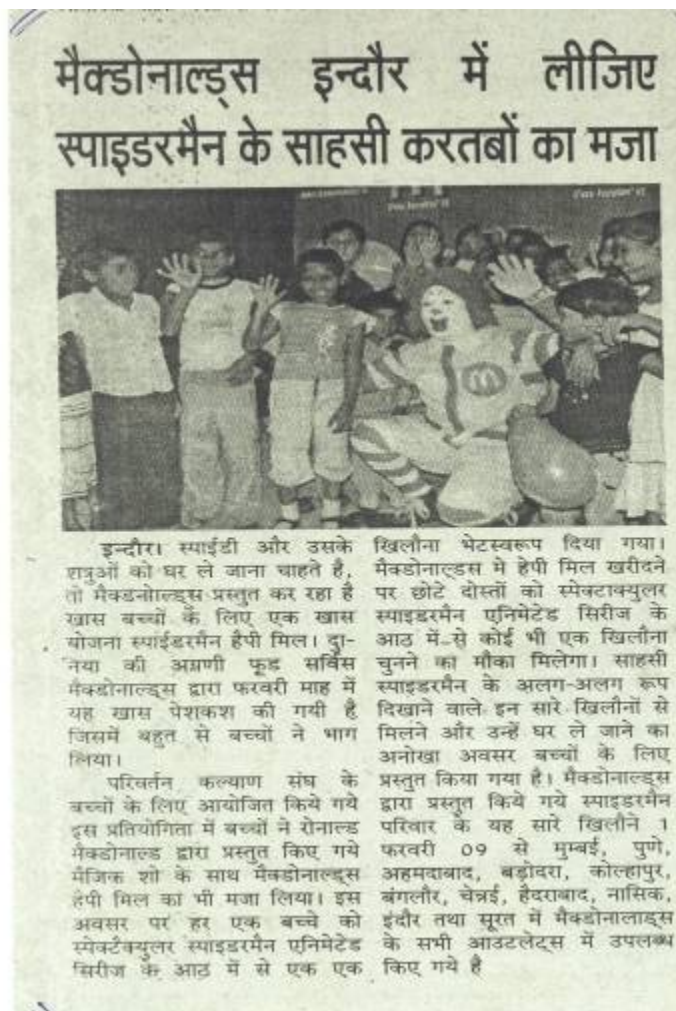 मैक्डोनाल्ड्स इन्दौर में लीजिए
स्पाइडरमैन के साहसी करतबों का मजा
इन्दौर। स्पाईडी और उसके
शत्रुओं को घर ले जाना चाहते है,
तो मैक्डनोाल्ड्स प्रस्तुत कर रहा है
खास बच्चों के लिए एक खास
योजना स्पाईडरमैन हैपी मिल। दुा-
नया की अग्रणी फूड सर्विस
मैक्डोनाल्ड्स द्वारा फरवरी माह में
यह खास पेशकश की गयी है
जिसमें बहुत से बच्चों ने भाग
लिया।
परिवर्तन कल्याण संघ के
बच्चों के लिए आयोजित किये गये
इस प्रतियोगिता में बच्चों ने रोनाल्ड
मैक्डोनाल्ड द्वारा प्रस्तुत किए गये
मैजिक शो के साथ मैक्डोनाल्ड्स
हैपी मिल का भी मजा लिया। इस
अवसर पर हर एक बच्चे को
स्पेक्टॅक्युलर स्पाइडरमैन एनिमेटेड
सिरीज के आठ में से एक एक
खिलौना भेटस्वरूप दिया गया।
मैक्डोनाल्डस मे हेपी मिल खरीदने
पर छोटे दोस्तों को स्पेक्टाक्युलर
स्पाइडरमैन एनिमेटेड सिरीज के
आठ में से कोई भी एक खिलौना
चुनने का मौका मिलेगा। साहसी
स्पाइडरमैन के अलग-अलग रूप
दिखाने वाले इन सारे खिलौनों से
मिलने और उन्हें घर ले जाने का
अनोखा अवसर बच्चों के लिए
प्रस्तुत किया गया है। मैक्डोनाल्ड्स
द्वारा प्रस्तुत किये गये स्पाइडरमैन
परिवार के यह सारे खिलौने 1
फरवरी 09 से मुम्बई, पुणे,
अहमदाबाद, बड़ोदरा, कोल्हापुर,
बंगलौर, चेन्नई, हैदराबाद, नासिक,
इंदौर तथा सूरत में मैक्डोनालाड्स
के सभी आउटलेट्स में उपलब्ध
किए गये है